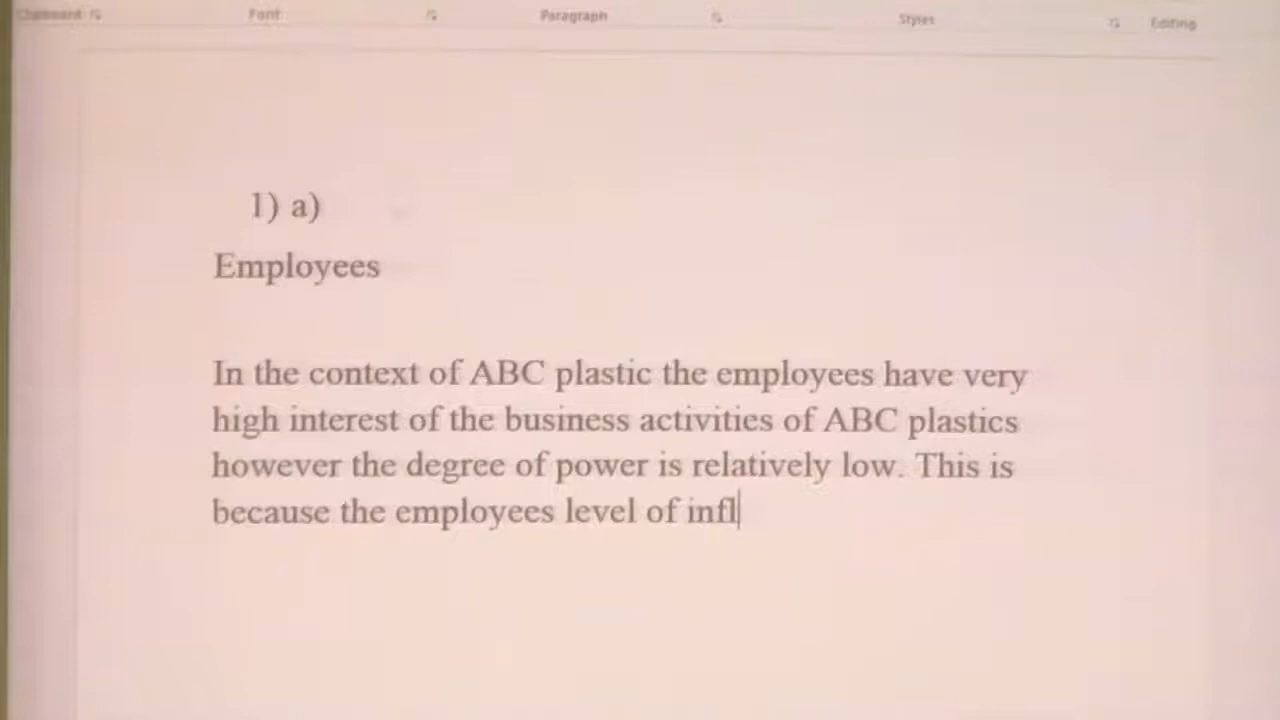 Clipboard Font Paragraph Styles Editing
1) a)
Employees
In the context of ABC plastic the employees have very
high interest of the business activities of ABC plastics
however the degree of power is relatively low. This is
because the employees level of infl